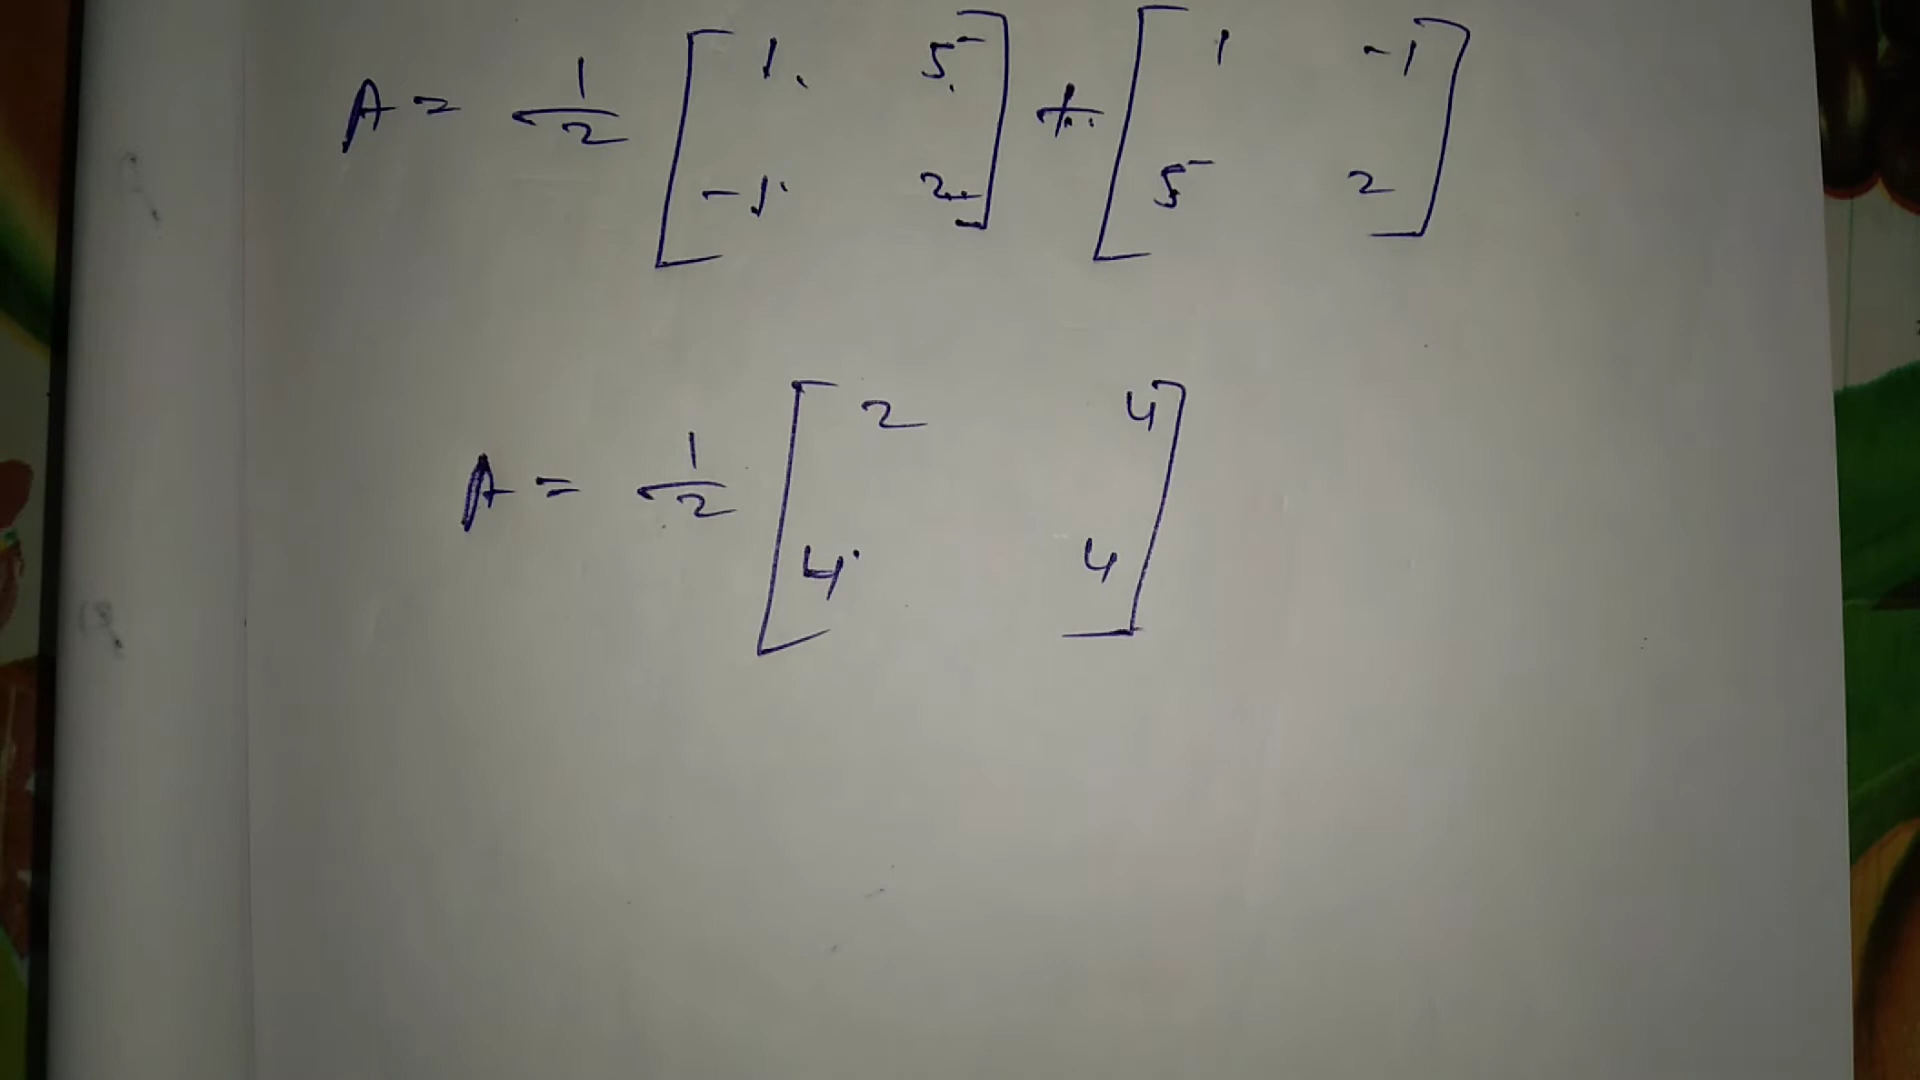 A = 1/2 [ 1 5 ] + [ 1 -1 ]
[ -1 2 ] [ 5 2 ]
A = 1/2 [ 2 4 ]
[ 4 4 ]